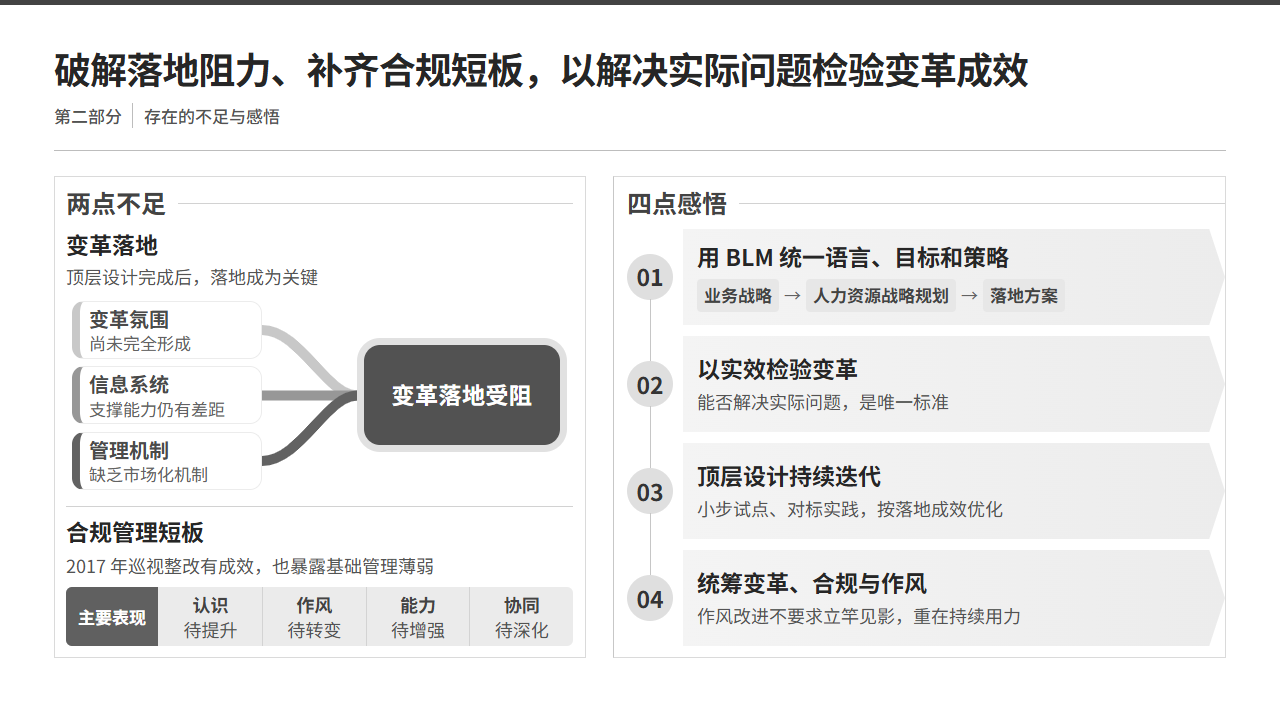 破解落地阻力、补齐合规短板，以解决实际问题检验变革成效
第二部分 存在的不足与感悟
两点不足
变革落地
顶层设计完成后，落地成为关键
变革氛围
尚未完全形成
信息系统
支撑能力仍有差距
管理机制
缺乏市场化机制
变革落地受阻
合规管理短板
2017 年巡视整改有成效，也暴露基础管理薄弱
主要表现
认识
待提升
作风
待转变
能力
待增强
协同
待深化
四点感悟
01
用 BLM 统一语言、目标和策略
业务战略 → 人力资源战略规划 → 落地方案
02
以实效检验变革
能否解决实际问题，是唯一标准
03
顶层设计持续迭代
小步试点、对标实践，按落地成效优化
04
统筹变革、合规与作风
作风改进不要求立竿见影，重在持续用力